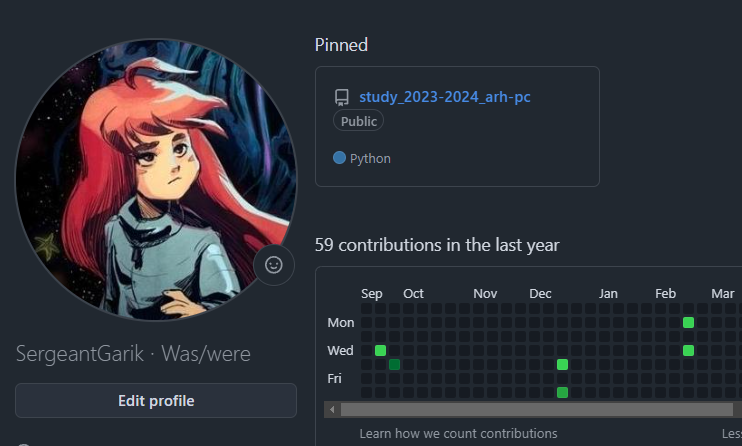 Pinned
study_2023-2024_arh-pc
Public
Python
59 contributions in the last year
Sep Oct Nov Dec Jan Feb Mar
Mon
Wed
Fri
SergeantGarik · Was/were
Edit profile
Learn how we count contributions
Les